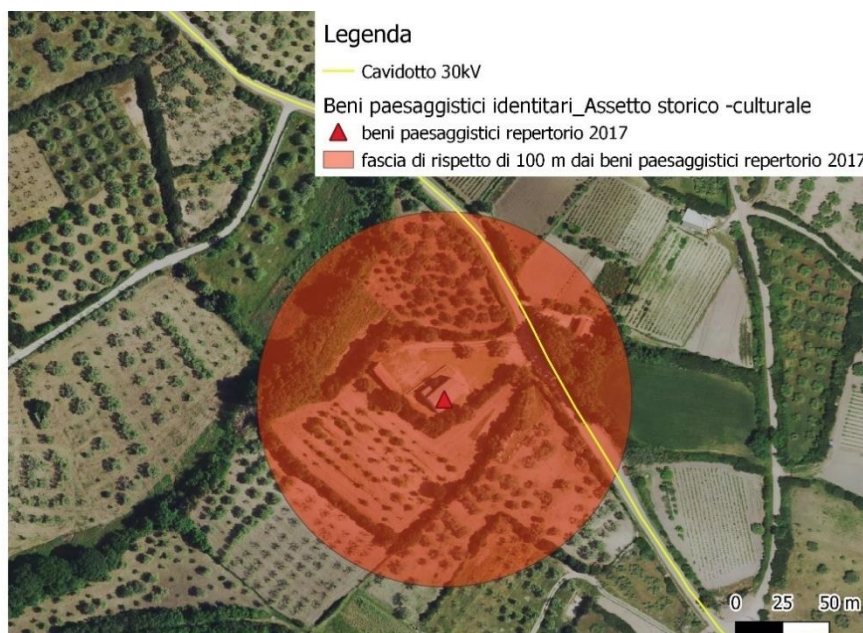 Legenda
Cavidotto 30kV
Beni paesaggistici identitari_Assetto storico -culturale
beni paesaggistici repertorio 2017
fascia di rispetto di 100 m dai beni paesaggistici repertorio 2017
0 25 50 m